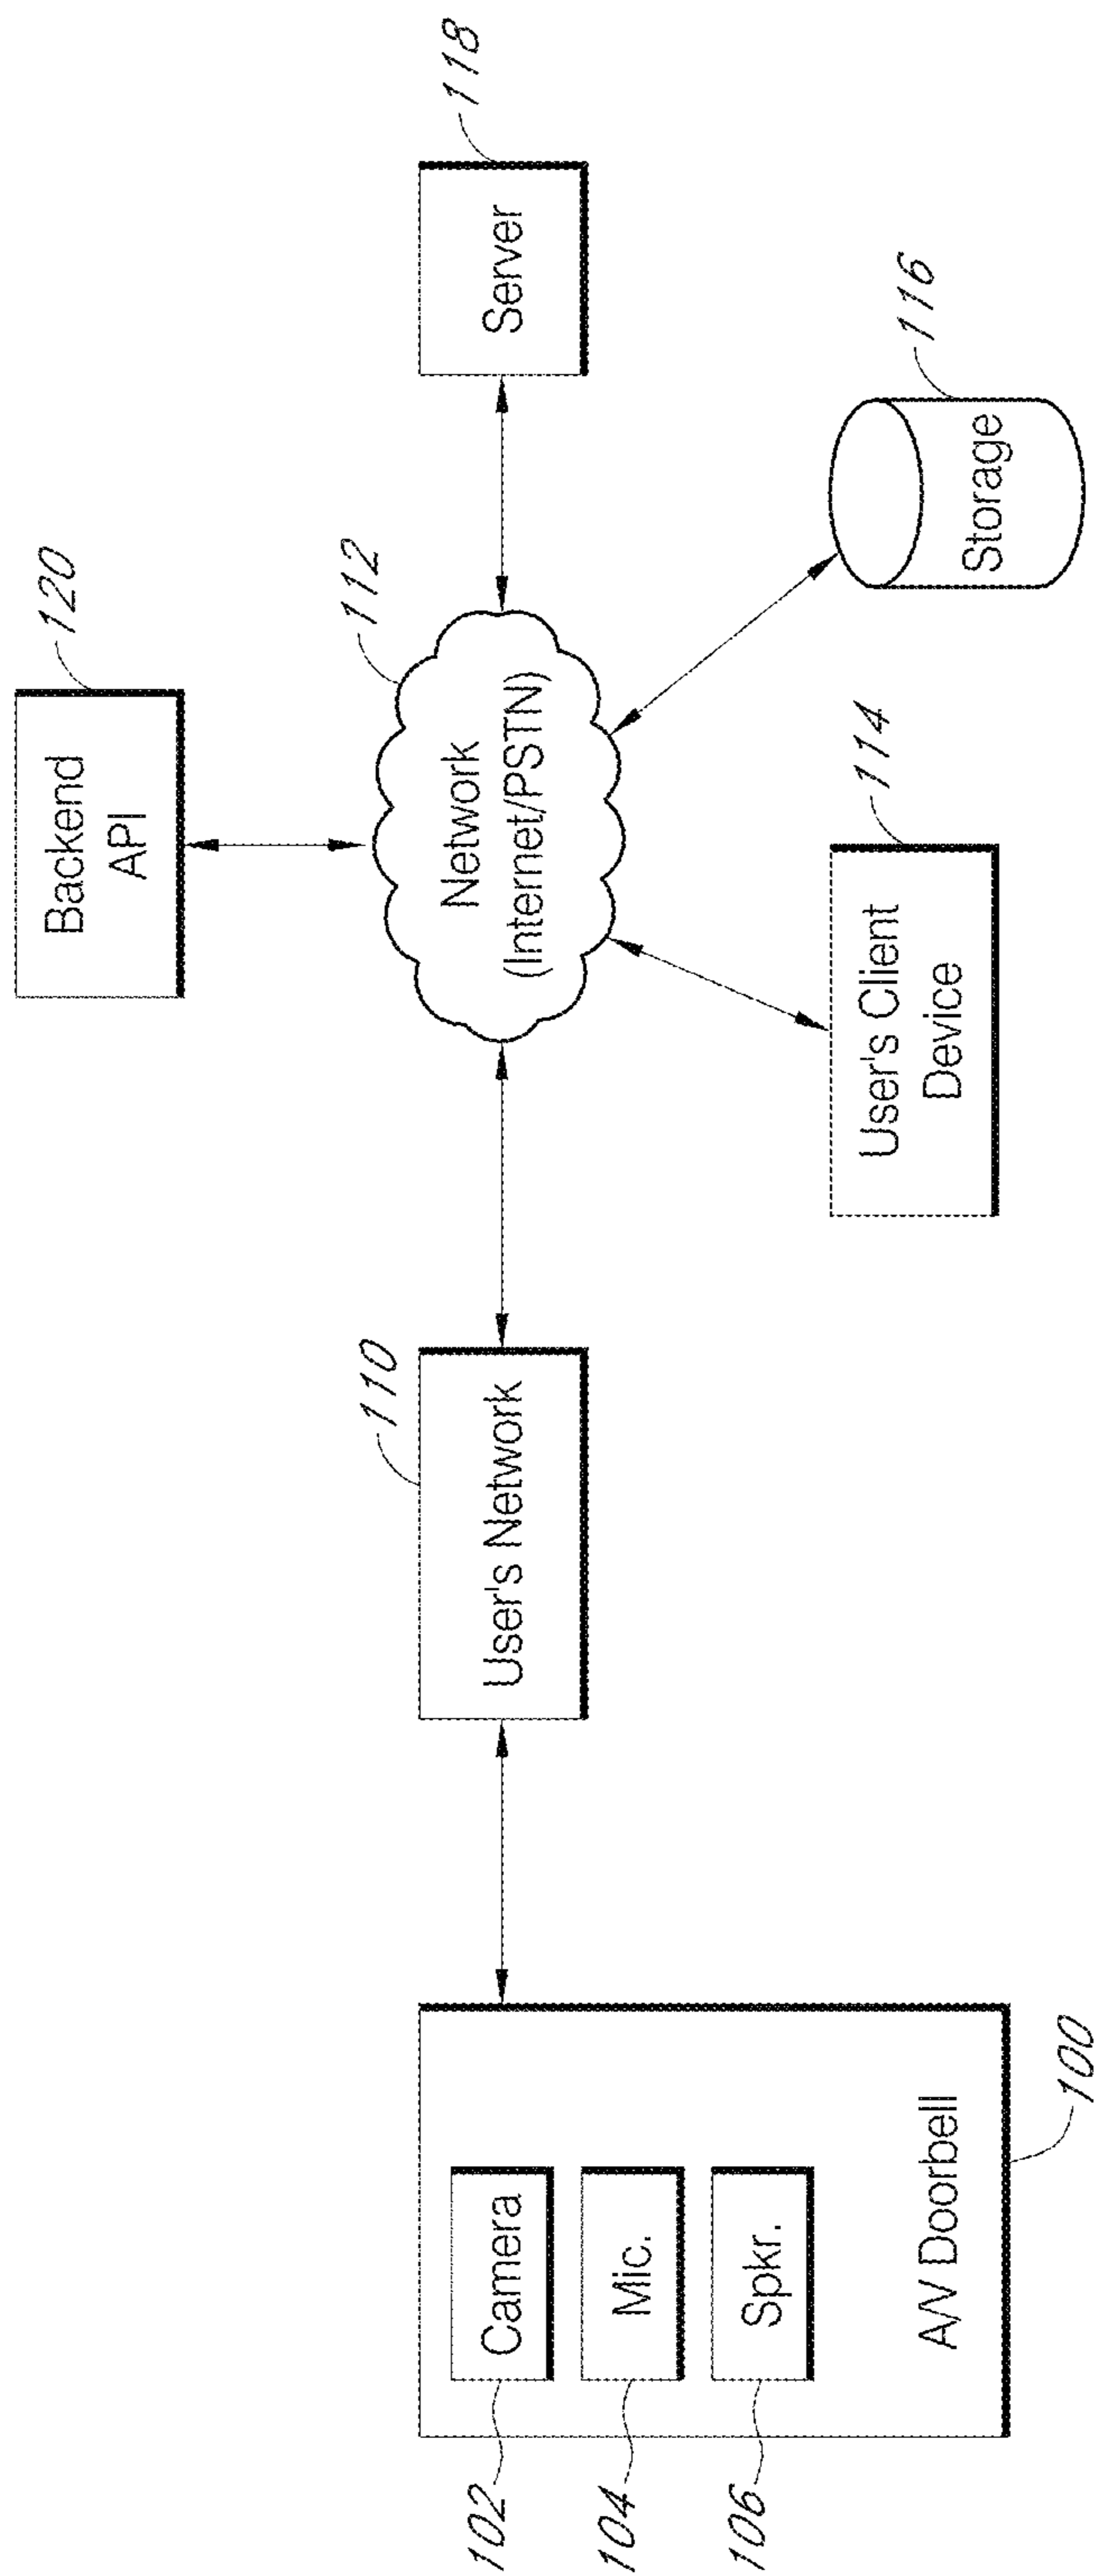 120
Backend
API
112
Network
(Internet/PSTN)
118
Server
110
User's Network
102
Camera
104
Mic.
106
Spkr.
A/V Doorbell
100
114
User's Client
Device
116
Storage